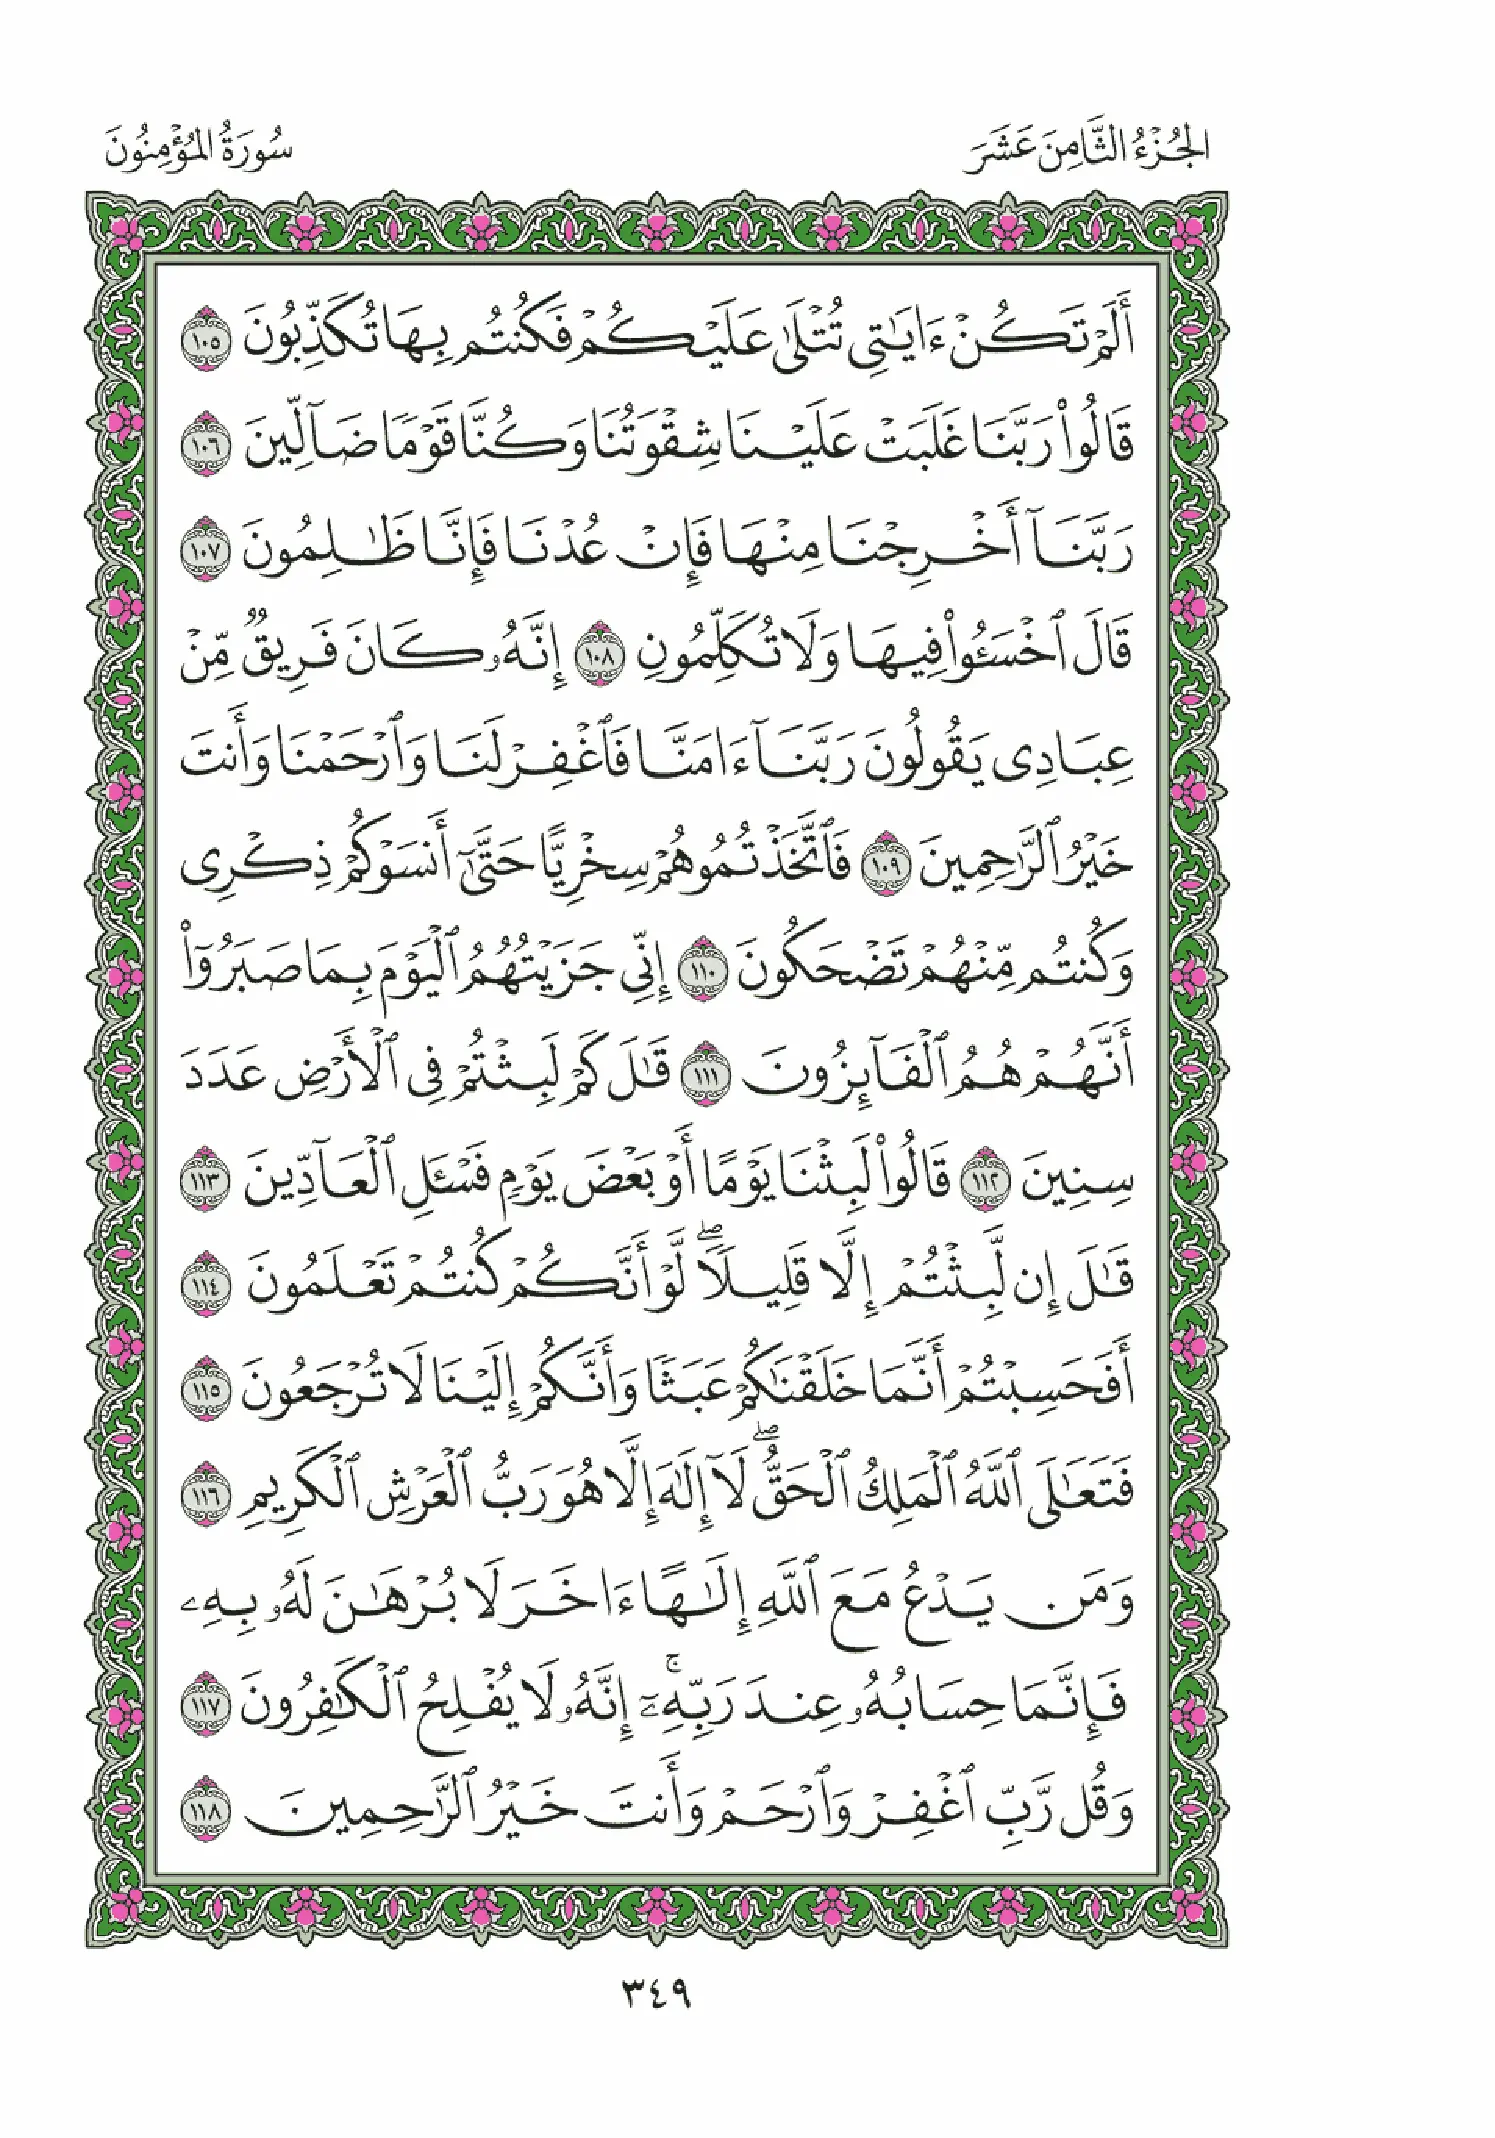 الجُزْءُ الثَّامِنَ عَشَرَ
سُورَةُ المُؤْمِنُونَ
أَلَمْ تَكُنْ ءَايَٰتِى تُتْلَىٰ عَلَيْكُمْ فَكُنتُم بِهَا تُكَذِّبُونَ ١٠٥
قَالُوا۟ رَبَّنَا غَلَبَتْ عَلَيْنَا شِقْوَتُنَا وَكُنَّا قَوْمًا ضَآلِّينَ ١٠٦
رَبَّنَآ أَخْرِجْنَا مِنْهَا فَإِنْ عُدْنَا فَإِنَّا ظَٰلِمُونَ ١٠٧
قَالَ ٱخْسَـُٔوا۟ فِيهَا وَلَا تُكَلِّمُونِ ١٠٨ إِنَّهُۥ كَانَ فَرِيقٌ مِّنْ
عِبَادِى يَقُولُونَ رَبَّنَآ ءَامَنَّا فَٱغْفِرْ لَنَا وَٱرْحَمْنَا وَأَنتَ
خَيْرُ ٱلرَّٰحِمِينَ ١٠٩ فَٱتَّخَذْتُمُوهُمْ سِخْرِيًّا حَتَّىٰٓ أَنسَوْكُمْ ذِكْرِى
وَكُنتُم مِّنْهُمْ تَضْحَكُونَ ١١٠ إِنِّى جَزَيْتُهُمُ ٱلْيَوْمَ بِمَا صَبَرُوٓا۟
أَنَّهُمْ هُمُ ٱلْفَآئِزُونَ ١١١ قَٰلَ كَمْ لَبِثْتُمْ فِى ٱلْأَرْضِ عَدَدَ
سِنِينَ ١١٢ قَالُوا۟ لَبِثْنَا يَوْمًا أَوْ بَعْضَ يَوْمٍ فَسْـَٔلِ ٱلْعَآدِّينَ ١١٣
قَٰلَ إِن لَّبِثْتُمْ إِلَّا قَلِيلًا ۖ لَّوْ أَنَّكُمْ كُنتُمْ تَعْلَمُونَ ١١٤
أَفَحَسِبْتُمْ أَنَّمَا خَلَقْنَٰكُمْ عَبَثًا وَأَنَّكُمْ إِلَيْنَا لَا تُرْجَعُونَ ١١٥
فَتَعَٰلَى ٱللَّهُ ٱلْمَلِكُ ٱلْحَقُّ ۖ لَآ إِلَٰهَ إِلَّا هُوَ رَبُّ ٱلْعَرْشِ ٱلْكَرِيمِ ١١٦
وَمَن يَدْعُ مَعَ ٱللَّهِ إِلَٰهًا ءَاخَرَ لَا بُرْهَٰنَ لَهُۥ بِهِۦ
فَإِنَّمَا حِسَابُهُۥ عِندَ رَبِّهِۦٓ ۚ إِنَّهُۥ لَا يُفْلِحُ ٱلْكَٰفِرُونَ ١١٧
وَقُل رَّبِّ ٱغْفِرْ وَٱرْحَمْ وَأَنتَ خَيْرُ ٱلرَّٰحِمِينَ ١١٨
٣٤٩